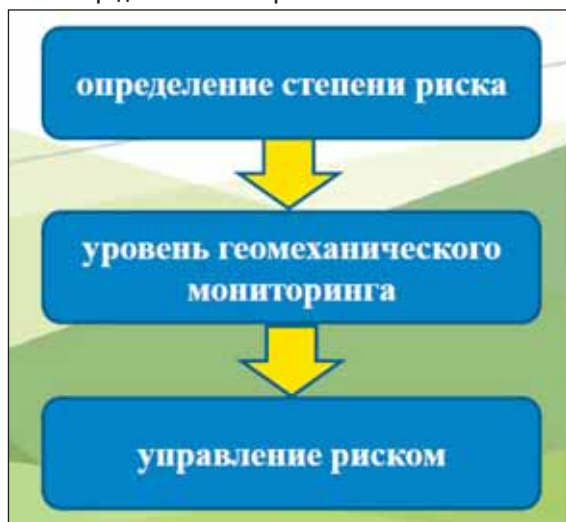 определение степени риска
уровень геомеханического
мониторинга
управление риском